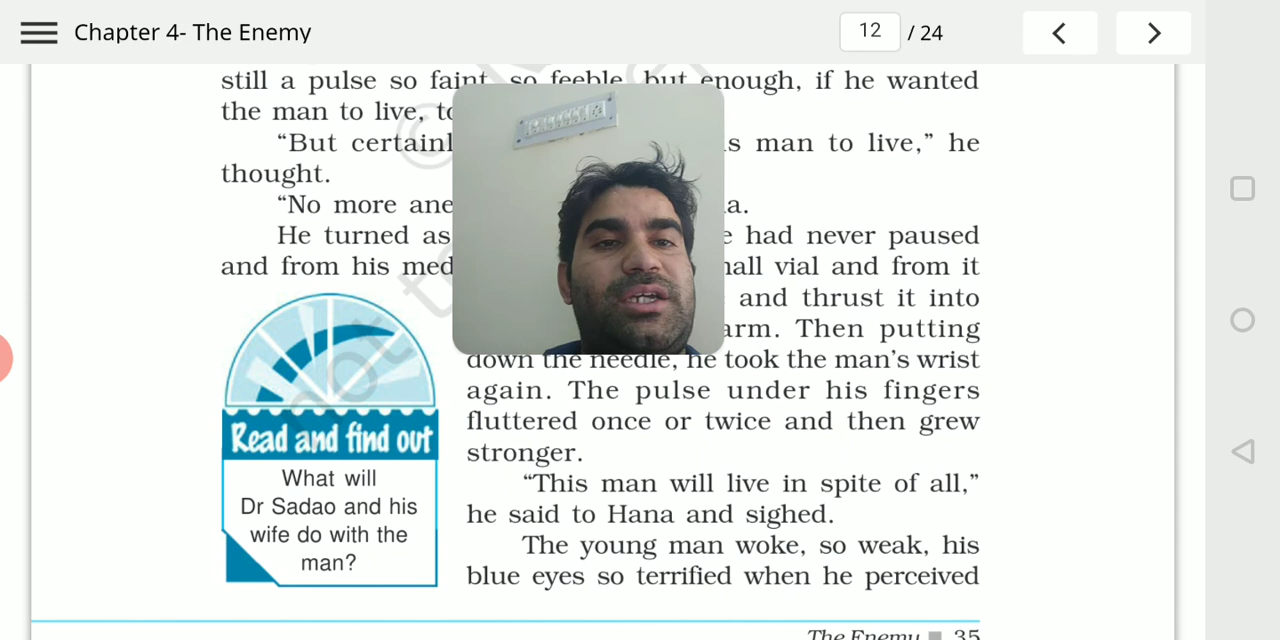 Chapter 4- The Enemy
12 / 24
still a pulse so faint, so feeble, but enough, if he wanted
the man to live,
"But man to live," he
thought.
"No more
He turned had never paused
and from his vial and from it
and thrust it into
arm. Then putting
down the needle, he took the man's wrist
again. The pulse under his fingers
fluttered once or twice and then grew
stronger.
"This man will live in spite of all,"
he said to Hana and sighed.
The young man woke, so weak, his
blue eyes so terrified when he perceived
Read and find out
What will
Dr Sadao and his
wife do with the
man?
The Enemy 35